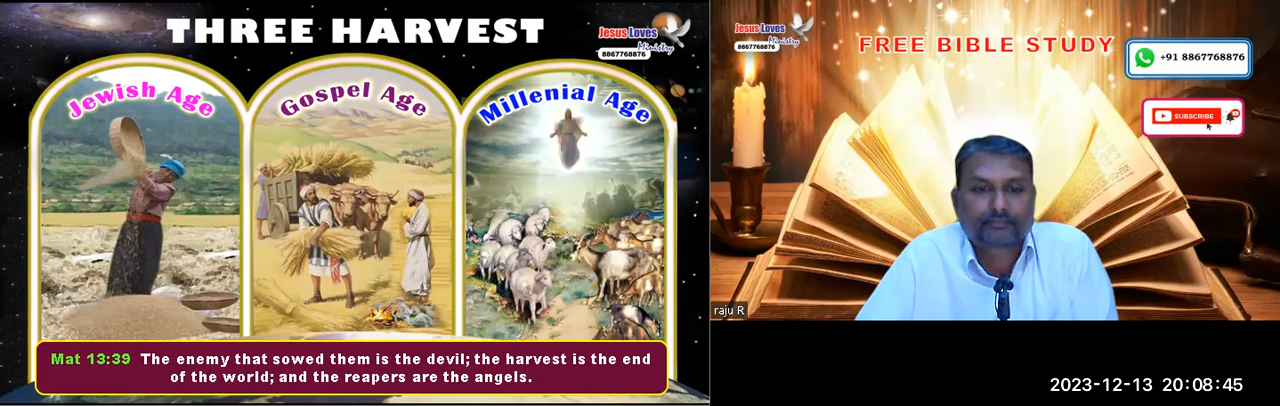 THREE HARVEST
Jesus Loves
Ministry
8867768876
Jewish Age
Gospel Age
Millenial Age
Mat 13:39 The enemy that sowed them is the devil; the harvest is the end
of the world; and the reapers are the angels.
Jesus Loves
Ministry
8867768876
FREE BIBLE STUDY
+91 8867768876
SUBSCRIBE
raju R
2023-12-13 20:08:45